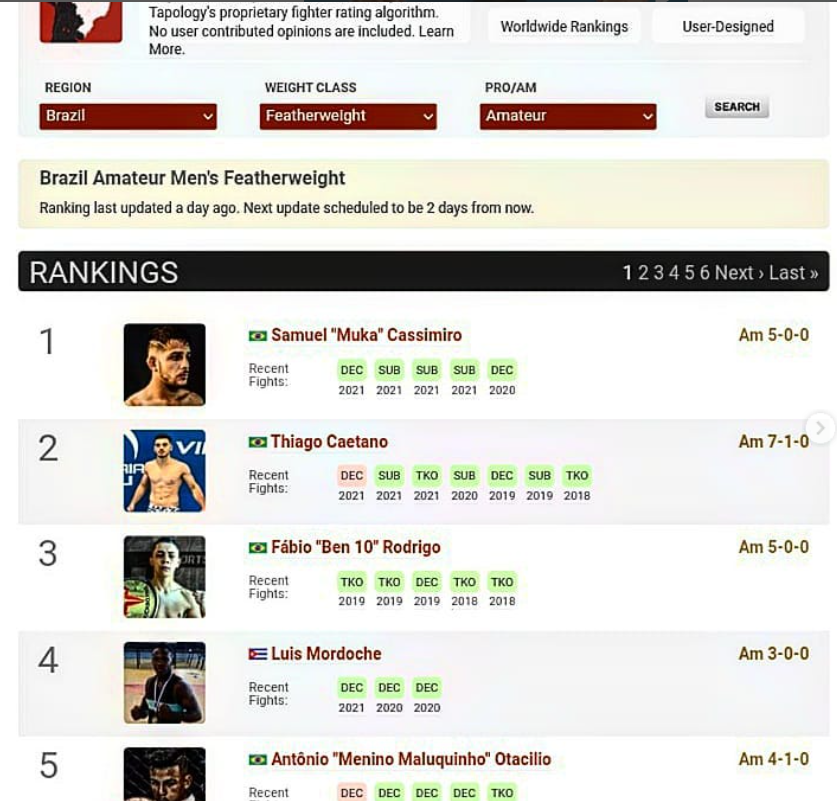 Tapology's proprietary fighter rating algorithm.
No user contributed opinions are included. Learn
More.
Worldwide Rankings
User-Designed
REGION
WEIGHT CLASS
PRO/AM
Brazil
Featherweight
Amateur
SEARCH
Brazil Amateur Men's Featherweight
Ranking last updated a day ago. Next update scheduled to be 2 days from now.
RANKINGS
1 2 3 4 5 6 Next › Last »
1
Samuel "Muka" Cassimiro
Am 5-0-0
Recent
Fights:
DEC SUB SUB SUB DEC
2021 2021 2021 2021 2020
2
Thiago Caetano
Am 7-1-0
Recent
Fights:
DEC SUB TKO SUB DEC SUB TKO
2021 2021 2021 2020 2019 2019 2018
3
Fábio "Ben 10" Rodrigo
Am 5-0-0
Recent
Fights:
TKO TKO DEC TKO TKO
2019 2019 2019 2018 2018
4
Luis Mordoche
Am 3-0-0
Recent
Fights:
DEC DEC DEC
2021 2020 2020
5
Antônio "Menino Maluquinho" Otacilio
Am 4-1-0
Recent
DEC DEC DEC DEC TKO